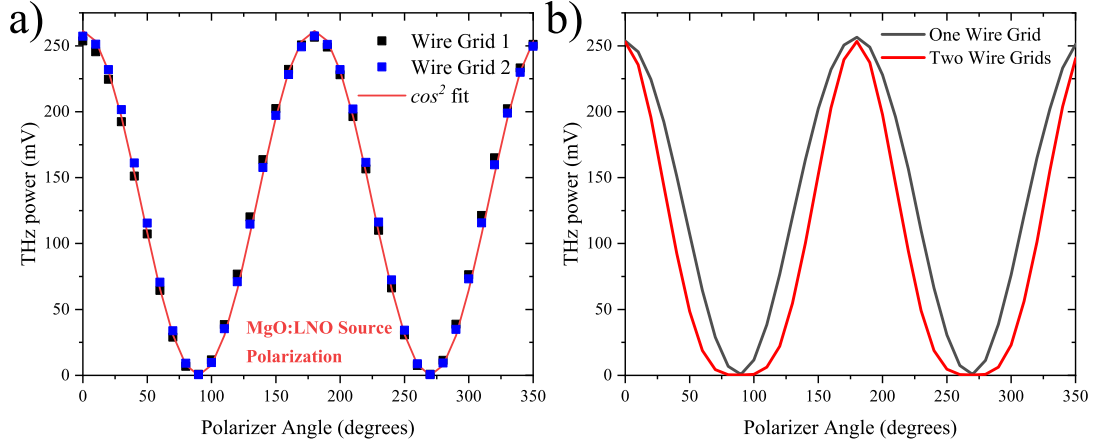 a)
Wire Grid 1
Wire Grid 2
cos² fit
MgO:LNO Source
Polarization
THz power (mV)
0
50
100
150
200
250
0
50
100
150
200
250
300
350
Polarizer Angle (degrees)
b)
One Wire Grid
Two Wire Grids
THz power (mV)
0
50
100
150
200
250
0
50
100
150
200
250
300
350
Polarizer Angle (degrees)